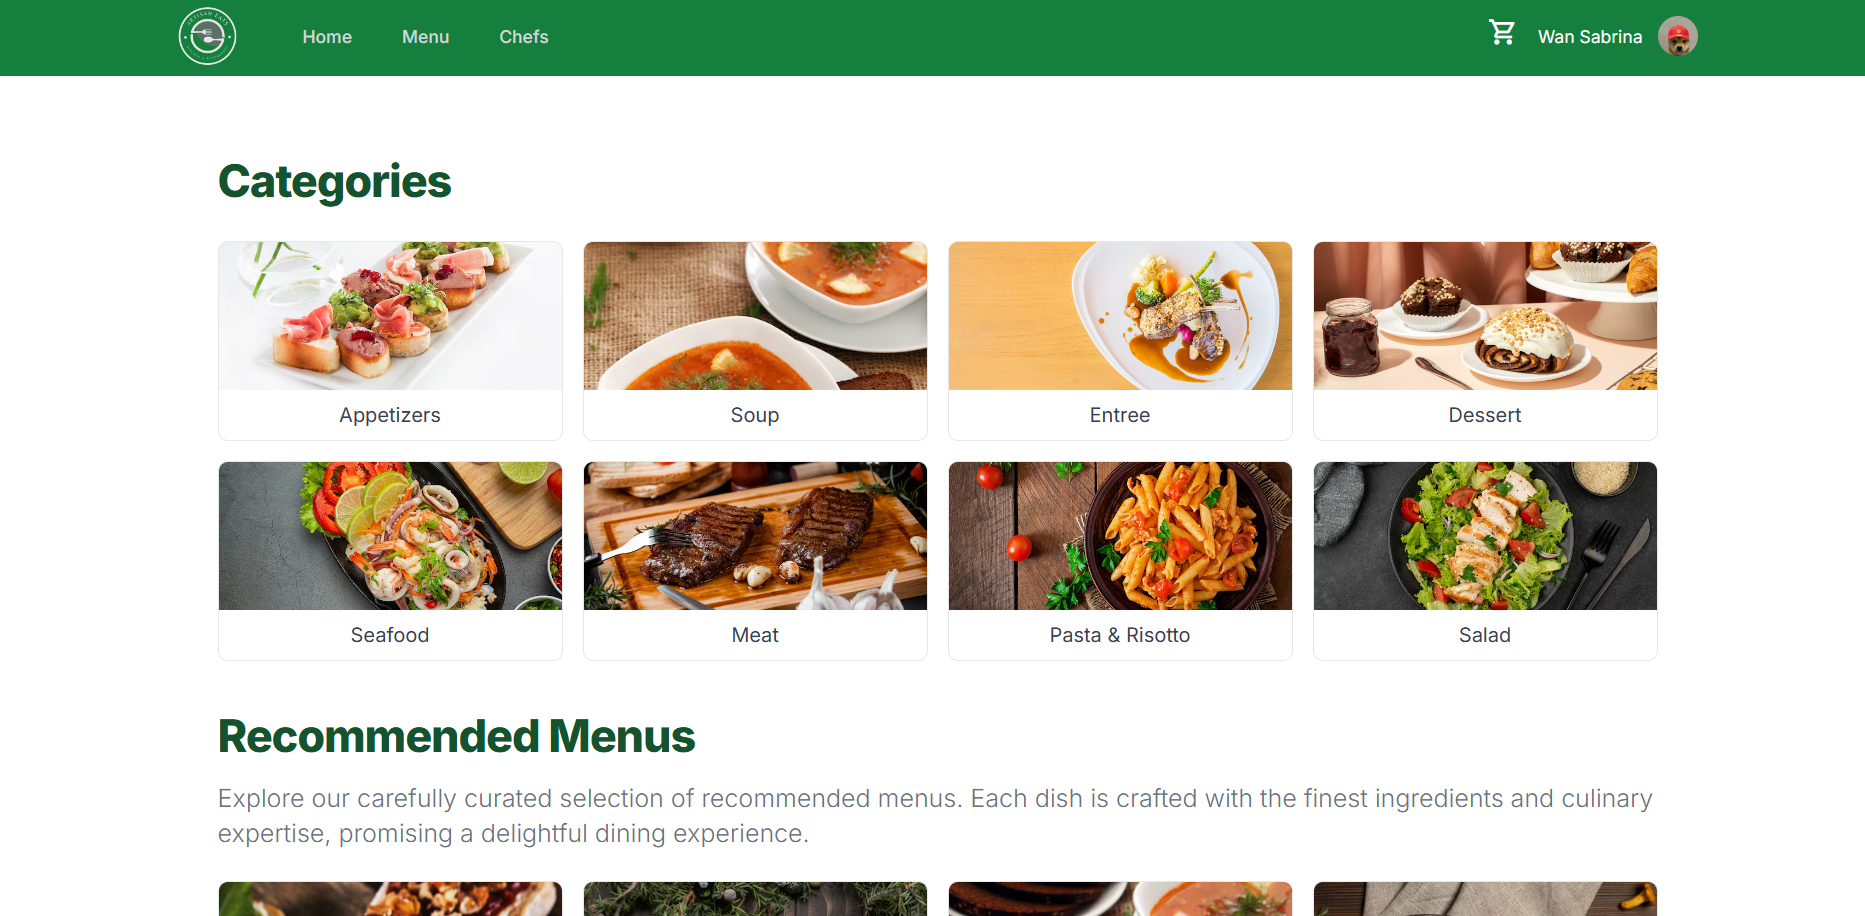 ARTISAN EATS
Home
Menu
Chefs
Wan Sabrina
Categories
Appetizers
Soup
Entree
Dessert
Seafood
Meat
Pasta & Risotto
Salad
Recommended Menus
Explore our carefully curated selection of recommended menus. Each dish is crafted with the finest ingredients and culinary
expertise, promising a delightful dining experience.